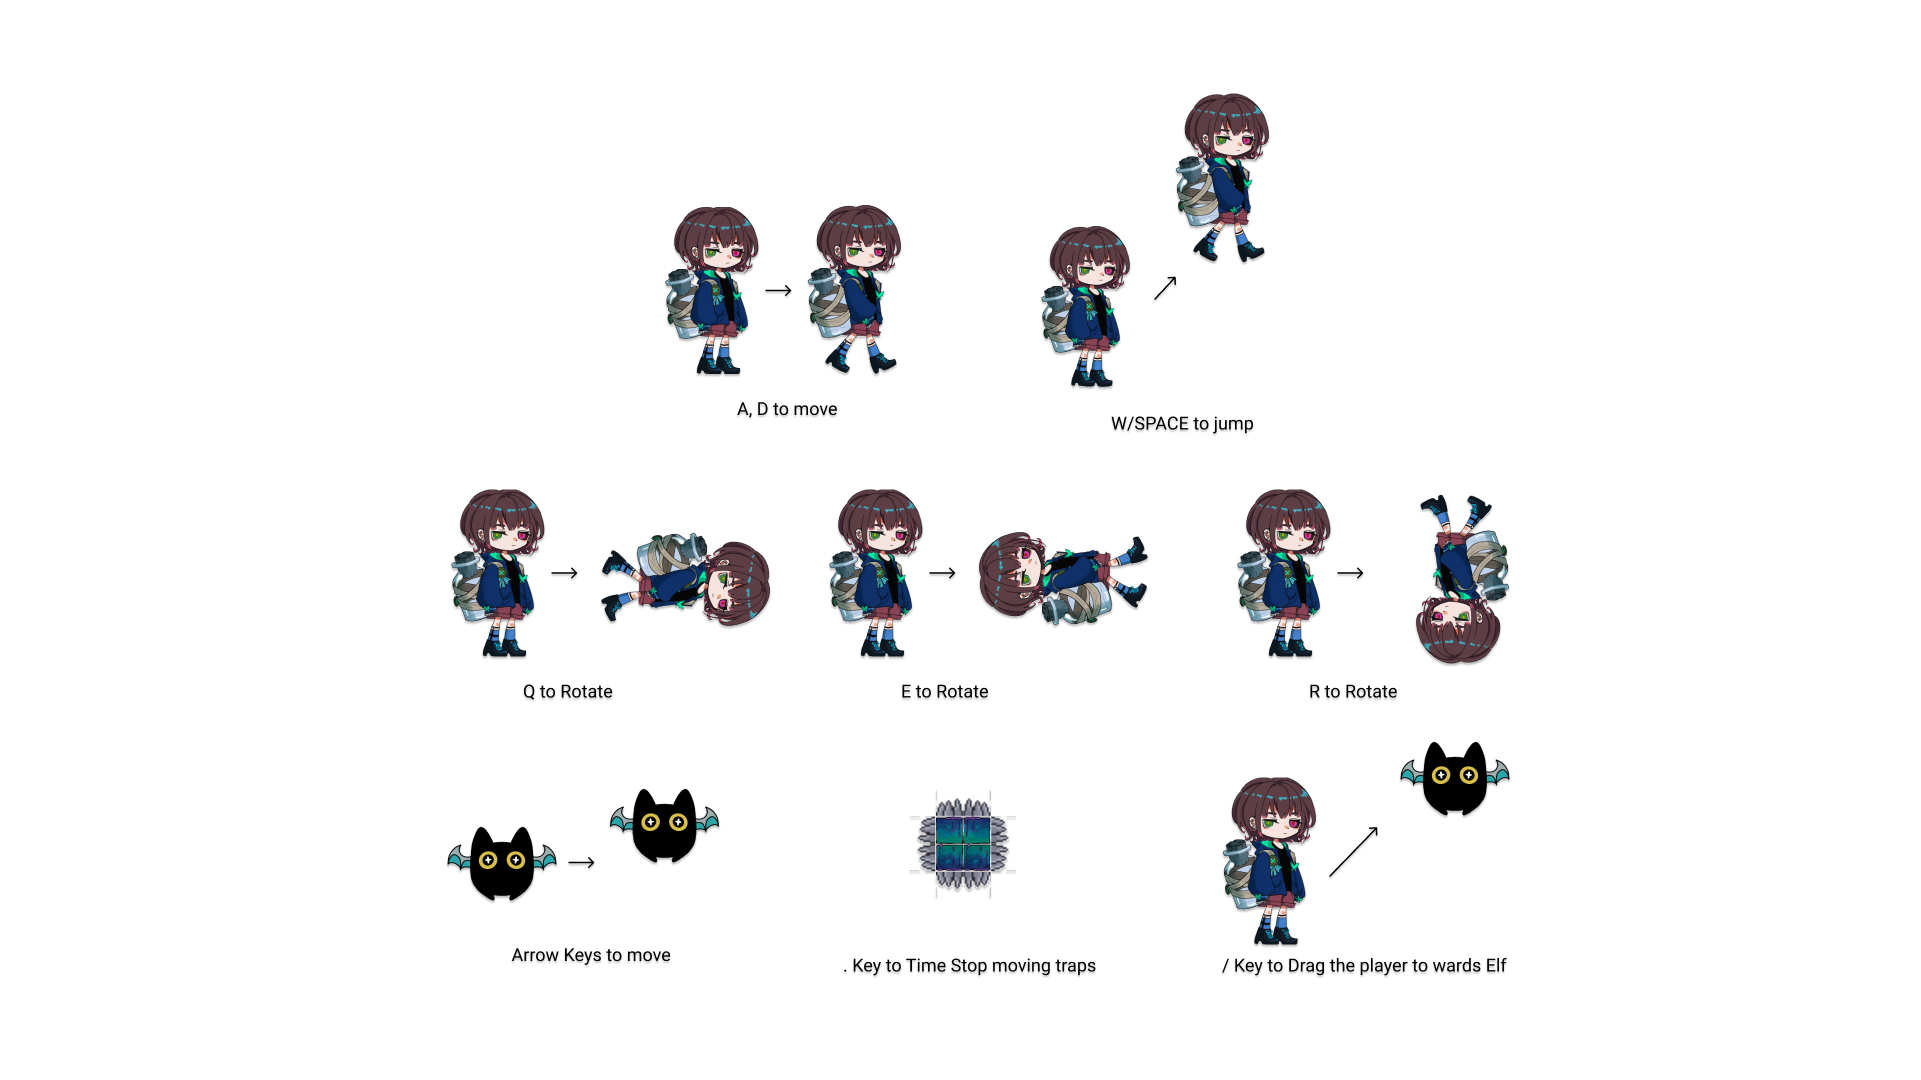 A, D to move
W/SPACE to jump
Q to Rotate
E to Rotate
R to Rotate
Arrow Keys to move
. Key to Time Stop moving traps
/ Key to Drag the player to wards Elf